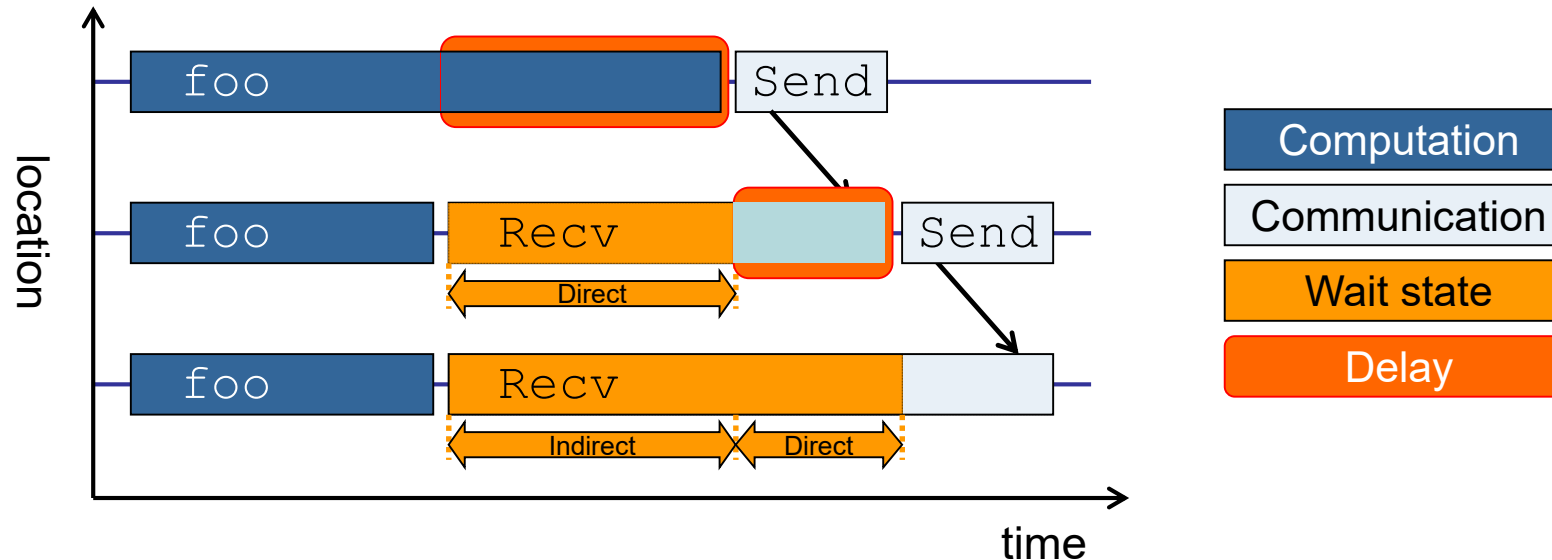 foo
Send
location
foo
Recv
Send
Direct
foo
Recv
Indirect
Direct
time
Computation
Communication
Wait state
Delay